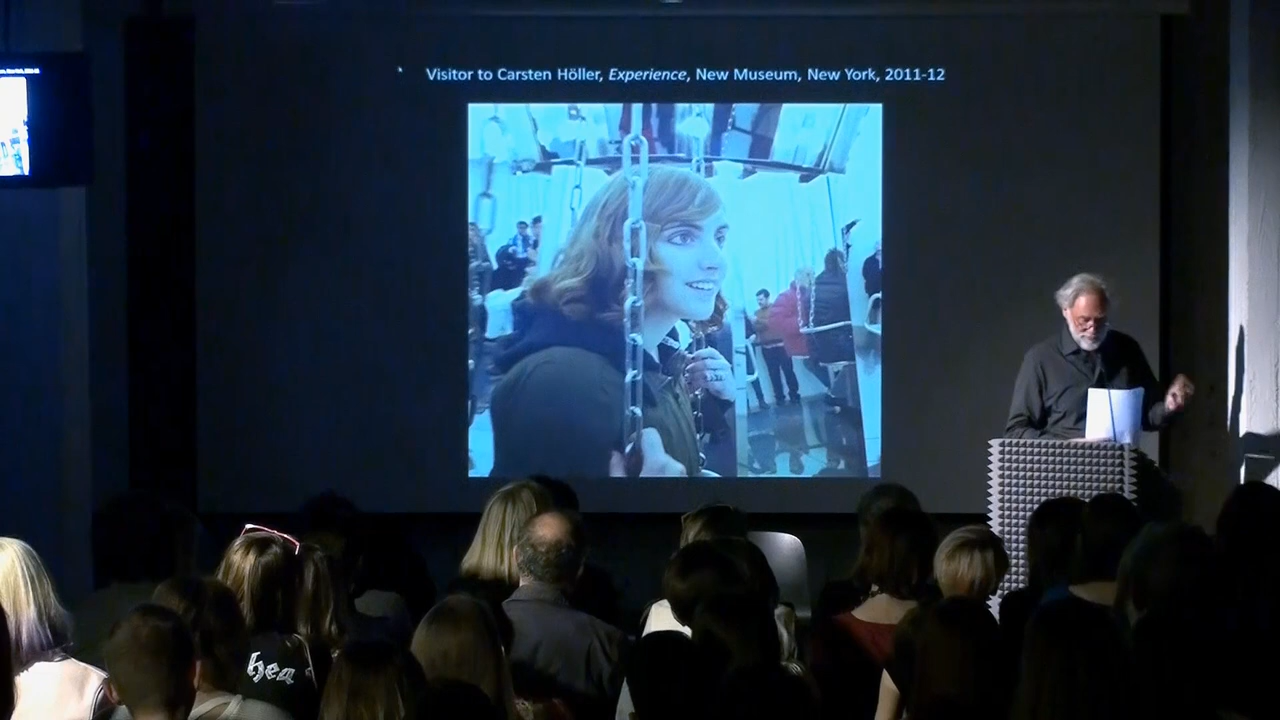 Visitor to Carsten Höller, Experience, New Museum, New York, 2011-12
hea